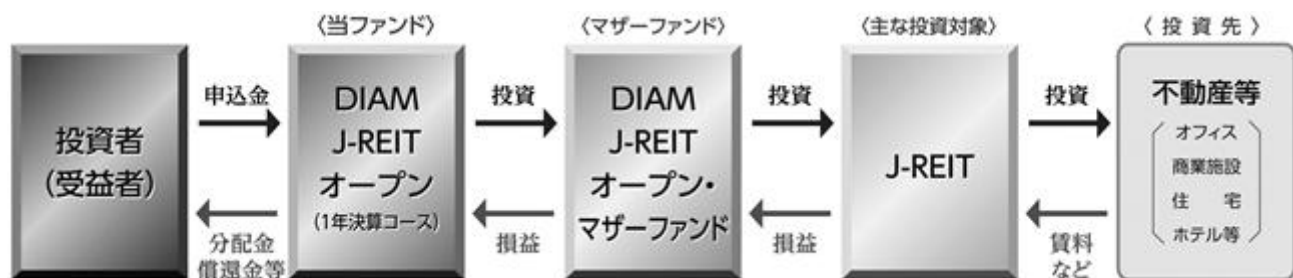 〈当ファンド〉
〈マザーファンド〉
〈主な投資対象〉
〈投資先〉
投資者
(受益者)
申込金
分配金
償還金等
DIAM
J-REIT
オープン
(1年決算コース)
投資
損益
DIAM
J-REIT
オープン・
マザーファンド
投資
損益
J-REIT
投資
賃料
など
不動産等
オフィス
商業施設
住 宅
ホテル等